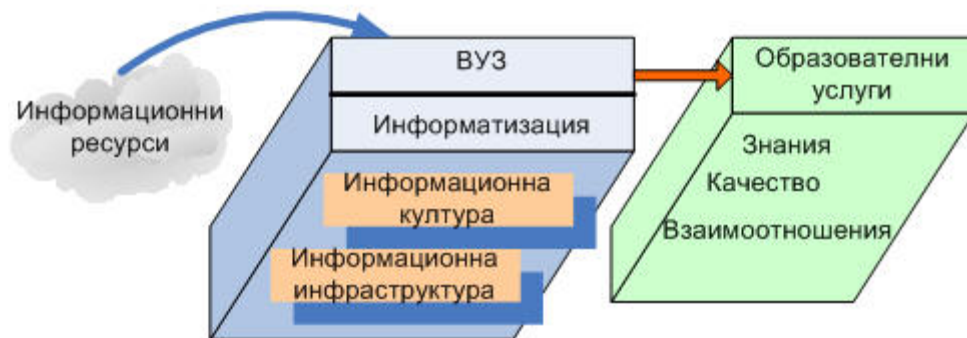 Информационни
ресурси
ВУЗ
Информатизация
Информационна
култура
Информационна
инфраструктура
Образователни
услуги
Знания
Качество
Взаимоотношения